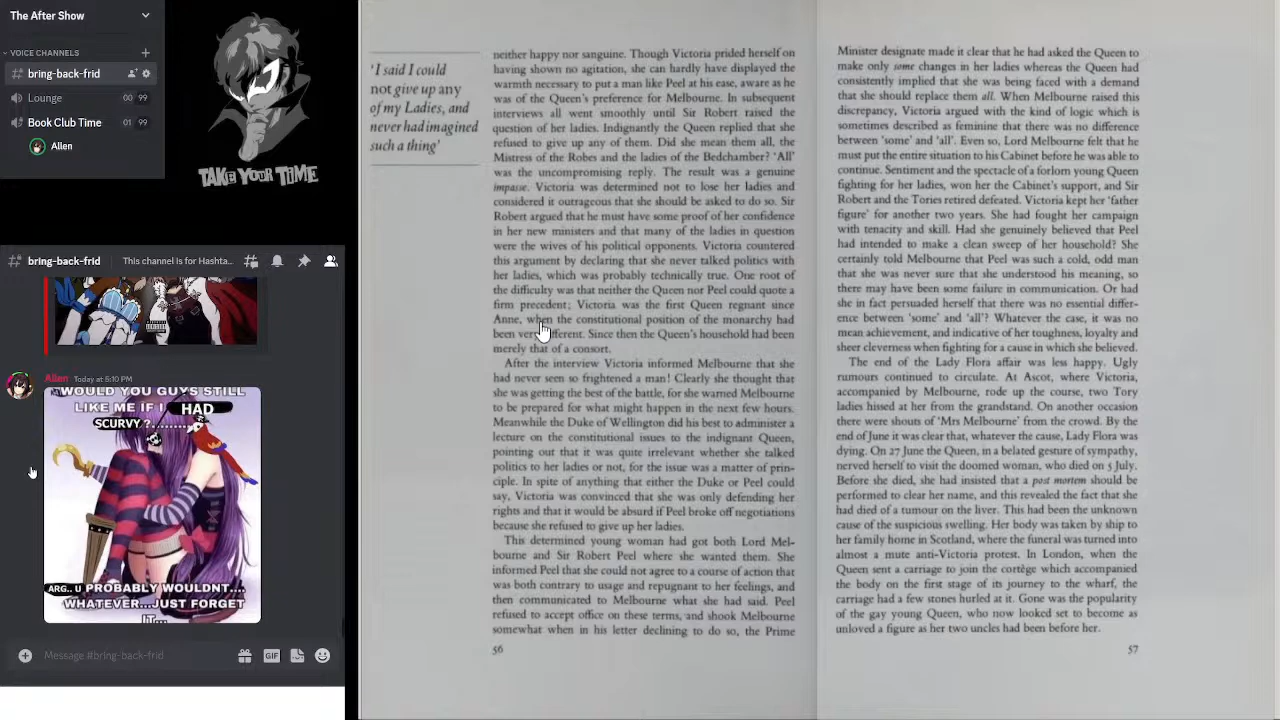 The After Show
VOICE CHANNELS
bring-back-frid
Lounge
00 99
Book Club Time
01 99
Allen
TAKE YOUR TIME
bring-back-frid
This channel is for Hashta...
Allen Today at 5:10 PM
WOULD YOU GUYS STILL
LIKE ME IF I HAD
SCURVY ?..........
ARG.. U PROBABLY WOULDNT....
WHATEVER...JUST FORGET
IT...
Message #bring-back-frid
GIF
'I said I could
not give up any
of my Ladies, and
never had imagined
such a thing'
neither happy nor sanguine. Though Victoria prided herself on
having shown no agitation, she can hardly have displayed the
warmth necessary to put a man like Peel at his ease, aware as he
was of the Queen's preference for Melbourne. In subsequent
interviews all went smoothly until Sir Robert raised the
question of her ladies. Indignantly the Queen replied that she
refused to give up any of them. Did she mean them all, the
Mistress of the Robes and the ladies of the Bedchamber? 'All'
was the uncompromising reply. The result was a genuine
impasse. Victoria was determined not to lose her ladies and
considered it outrageous that she should be asked to do so. Sir
Robert argued that he must have some proof of her confidence
in her new ministers and that many of the ladies in question
were the wives of his political opponents. Victoria countered
this argument by declaring that she never talked politics with
her ladies, which was probably technically true. One root of
the difficulty was that neither the Queen nor Peel could quote a
firm precedent; Victoria was the first Queen regnant since
Anne, when the constitutional position of the monarchy had
been very different. Since then the Queen's household had been
merely that of a consort.
After the interview Victoria informed Melbourne that she
had never seen so frightened a man! Clearly she thought that
she was getting the best of the battle, for she warned Melbourne
to be prepared for what might happen in the next few hours.
Meanwhile the Duke of Wellington did his best to administer a
lecture on the constitutional issues to the indignant Queen,
pointing out that it was quite irrelevant whether she talked
politics to her ladies or not, for the issue was a matter of prin-
ciple. In spite of anything that either the Duke or Peel could
say, Victoria was convinced that she was only defending her
rights and that it would be absurd if Peel broke off negotiations
because she refused to give up her ladies.
This determined young woman had got both Lord Mel-
bourne and Sir Robert Peel where she wanted them. She
informed Peel that she could not agree to a course of action that
was both contrary to usage and repugnant to her feelings, and
then communicated to Melbourne what she had said. Peel
refused to accept office on these terms, and shook Melbourne
somewhat when in his letter declining to do so, the Prime
56
Minister designate made it clear that he had asked the Queen to
make only some changes in her ladies whereas the Queen had
consistently implied that she was being faced with a demand
that she should replace them all. When Melbourne raised this
discrepancy, Victoria argued with the kind of logic which is
sometimes described as feminine that there was no difference
between 'some' and 'all'. Even so, Lord Melbourne felt that he
must put the entire situation to his Cabinet before he was able to
continue. Sentiment and the spectacle of a forlorn young Queen
fighting for her ladies, won her the Cabinet's support, and Sir
Robert and the Tories retired defeated. Victoria kept her 'father
figure' for another two years. She had fought her campaign
with tenacity and skill. Had she genuinely believed that Peel
had intended to make a clean sweep of her household? She
certainly told Melbourne that Peel was such a cold, odd man
that she was never sure that she understood his meaning, so
there may have been some failure in communication. Or had
she in fact persuaded herself that there was no essential differ-
ence between 'some' and 'all'? Whatever the case, it was no
mean achievement, and indicative of her toughness, loyalty and
sheer cleverness when fighting for a cause in which she believed.
The end of the Lady Flora affair was less happy. Ugly
rumours continued to circulate. At Ascot, where Victoria,
accompanied by Melbourne, rode up the course, two Tory
ladies hissed at her from the grandstand. On another occasion
there were shouts of 'Mrs Melbourne' from the crowd. By the
end of June it was clear that, whatever the cause, Lady Flora was
dying. On 27 June the Queen, in a belated gesture of sympathy,
nerved herself to visit the doomed woman, who died on 5 July.
Before she died, she had insisted that a post mortem should be
performed to clear her name, and this revealed the fact that she
had died of a tumour on the liver. This had been the unknown
cause of the suspicious swelling. Her body was taken by ship to
her family home in Scotland, where the funeral was turned into
almost a mute anti-Victoria protest. In London, when the
Queen sent a carriage to join the cortège which accompanied
the body on the first stage of its journey to the wharf, the
carriage had a few stones hurled at it. Gone was the popularity
of the gay young Queen, who now looked set to become as
unloved a figure as her two uncles had been before her.
57